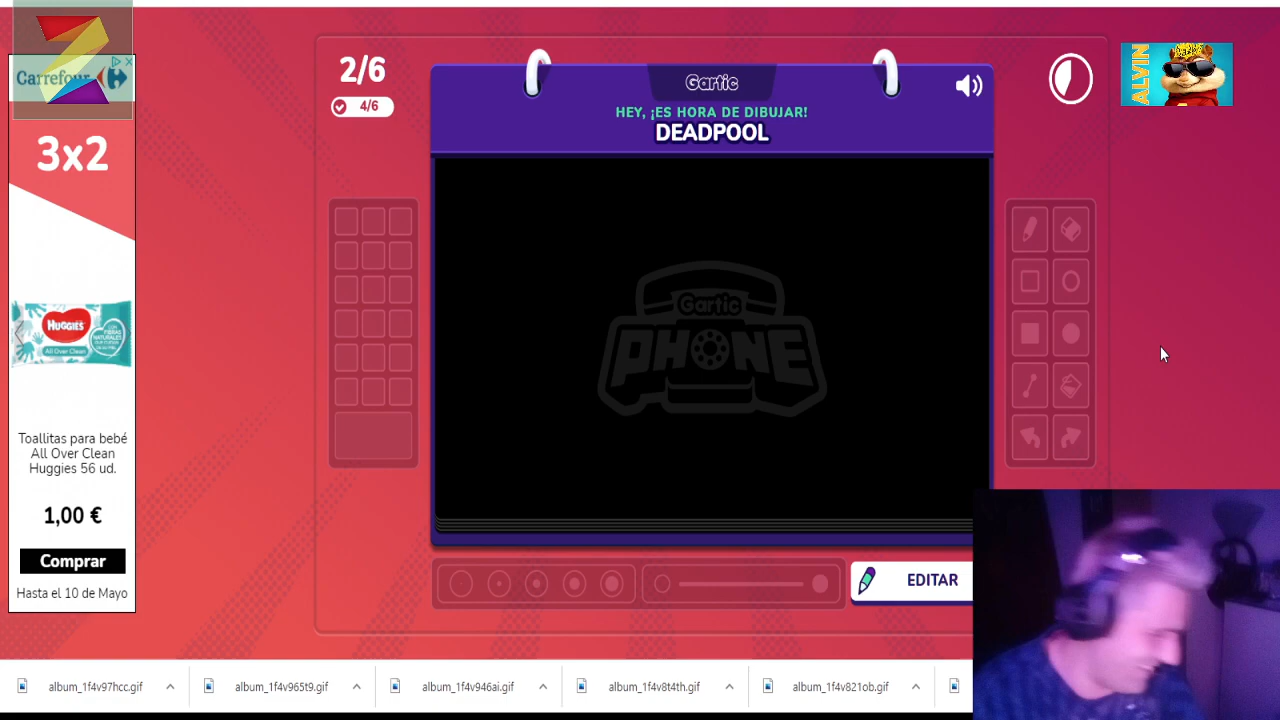 Carrefour
3x2
HUGGIES
All Over Clean
Toallitas para bebé
All Over Clean
Huggies 56 ud.
1,00 €
Comprar
Hasta el 10 de Mayo
2/6
4/6
Gartic
HEY, ¡ES HORA DE DIBUJAR!
DEADPOOL
Gartic
PHONE
ALVIN
EDITAR
album_1f4v97hcc.gif
album_1f4v965t9.gif
album_1f4v946ai.gif
album_1f4v8t4th.gif
album_1f4v821ob.gif